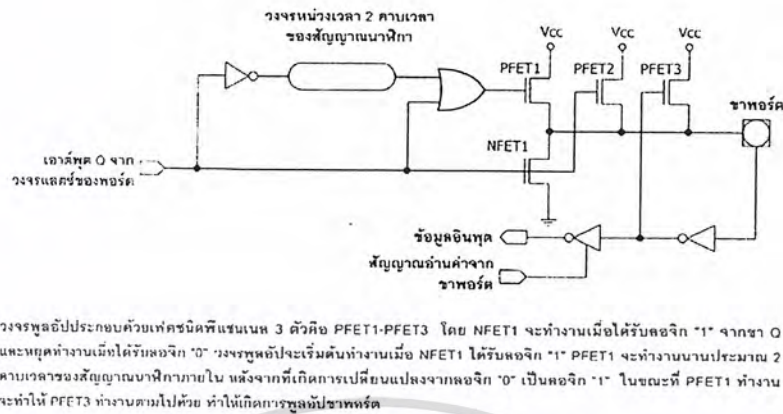 วงจรหน่วงเวลา 2 คาบเวลา
ของสัญญาณนาฬิกา
Vcc
Vcc
Vcc
PFET1
PFET2
PFET3
ขาพอร์ต
NFET1
เอาต์พุต Q จาก
วงจรแลตช์ของพอร์ต
ข้อมูลอินพุต
สัญญาณอ่านค่าจาก
ขาพอร์ต
วงจรพูลอัปประกอบด้วยเฟตชนิดพีแชนเนล 3 ตัวคือ PFET1-PFET3 โดย NFET1 จะทำงานเมื่อได้รับลอจิก "1" จากขา Q
และหยุดทำงานเมื่อได้รับลอจิก "0" วงจรพูลอัปจะเริ่มต้นทำงานเมื่อ NFET1 ได้รับลอจิก "1" PFET1 จะทำงานนานประมาณ 2
คาบเวลาของสัญญาณนาฬิกาภายใน หลังจากที่เกิดการเปลี่ยนแปลงจากลอจิก "0" เป็นลอจิก "1" ในขณะที่ PFET1 ทำงาน
จะทำให้ PFET3 ทำงานตามไปด้วย ทำให้เกิดการพูลอัปขาพอร์ต